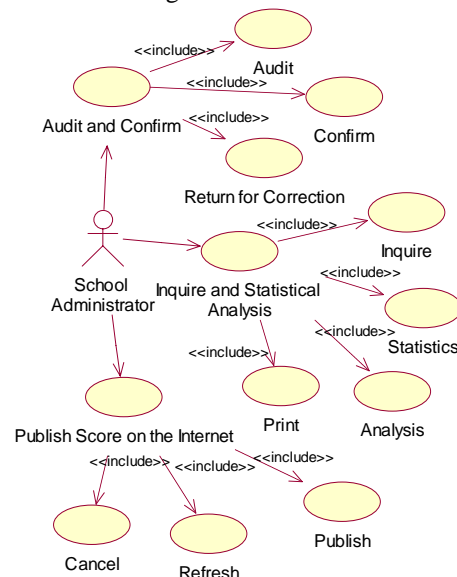 <<include>>
Audit
<<include>>
Audit and Confirm
Confirm
<<include>>
Return for Correction
<<include>>
Inquire
School
Administrator
Inquire and Statistical
Analysis
<<include>>
Statistics
<<include>>
<<include>>
Print
Analysis
Publish Score on the Internet
<<include>>
<<include>>
<<include>>
Publish
Cancel
Refresh